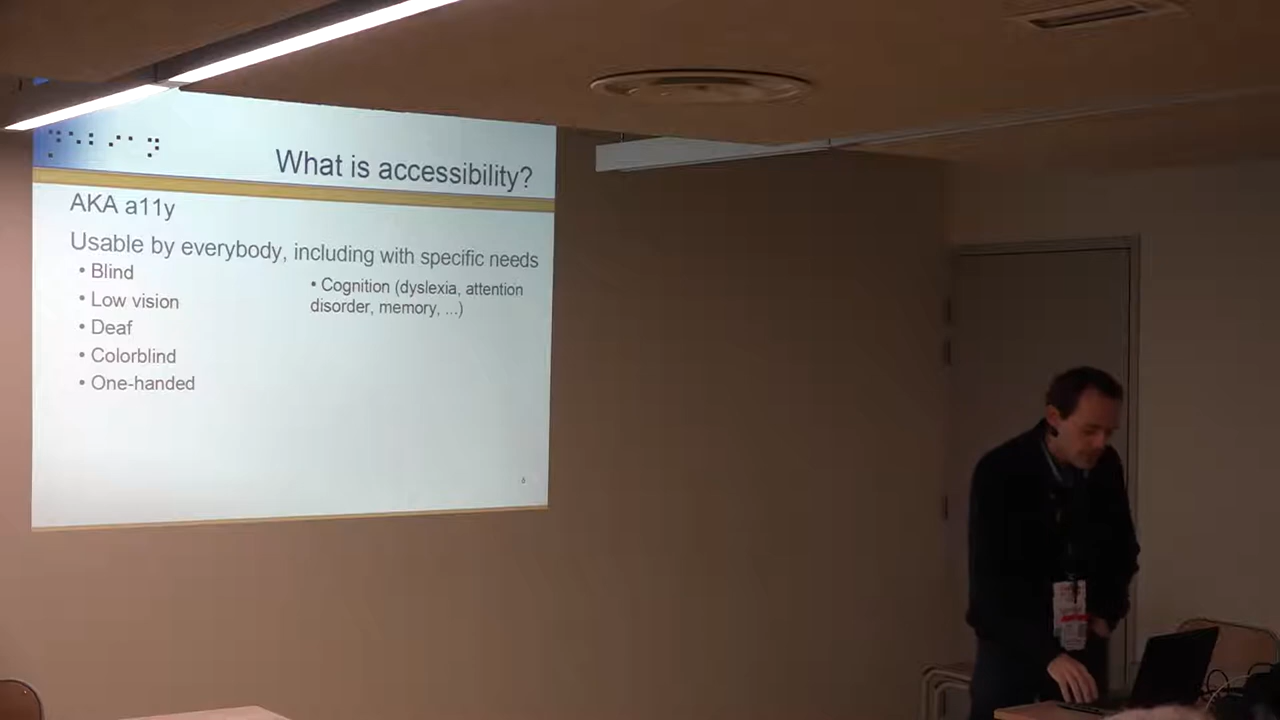 What is accessibility?
AKA a11y
Usable by everybody, including with specific needs
• Blind
• Low vision
• Deaf
• Colorblind
• One-handed
• Cognition (dyslexia, attention
disorder, memory, ...)